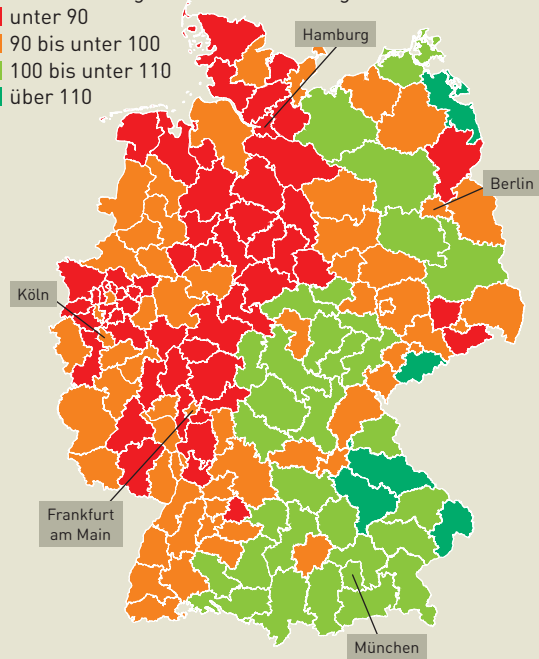 unter 90
90 bis unter 100
100 bis unter 110
über 110
Hamburg
Berlin
Köln
Frankfurt
am Main
München